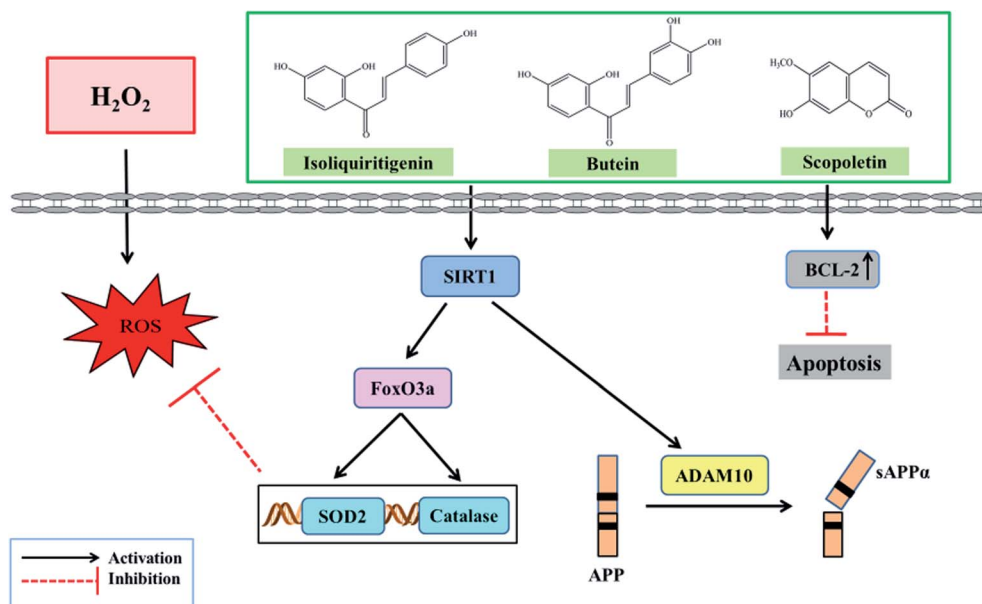 H₂O₂
OH
HO
OH
O
Isoliquiritigenin
OH
OH
HO
OH
O
Butein
H₃CO
HO
O
O
Scopoletin
SIRT1
BCL-2
ROS
Apoptosis
FoxO3a
ADAM10
sAPPα
SOD2
Catalase
APP
Activation
Inhibition